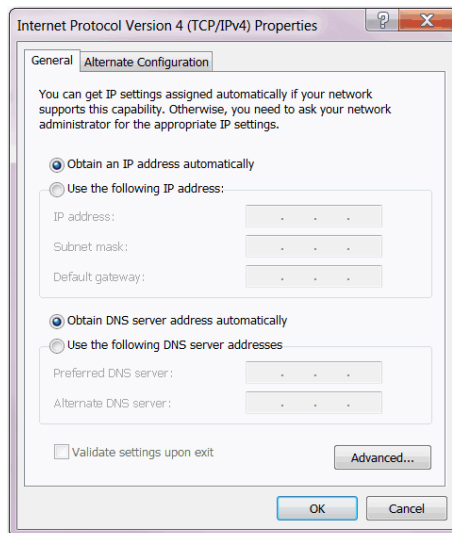 Internet Protocol Version 4 (TCP/IPv4) Properties
General
Alternate Configuration
You can get IP settings assigned automatically if your network
supports this capability. Otherwise, you need to ask your network
administrator for the appropriate IP settings.
Obtain an IP address automatically
Use the following IP address:
IP address:
Subnet mask:
Default gateway:
Obtain DNS server address automatically
Use the following DNS server addresses
Preferred DNS server:
Alternate DNS server:
Validate settings upon exit
Advanced...
OK
Cancel